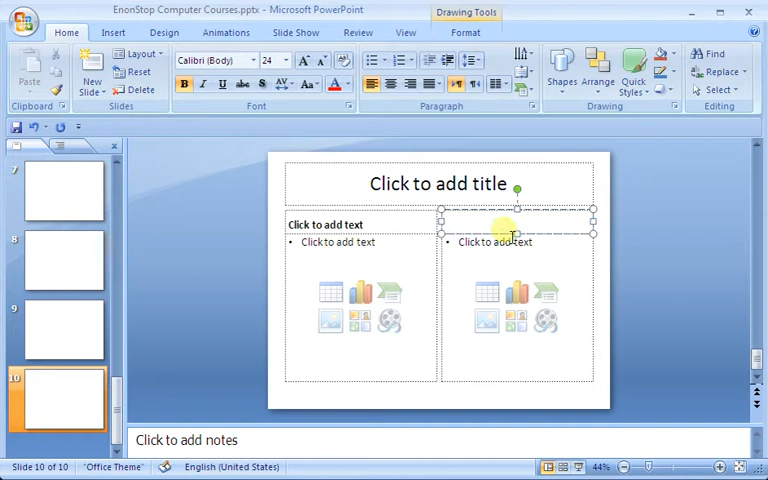 EnonStop Computer Courses.pptx - Microsoft PowerPoint
Drawing Tools
Home Insert Design Animations Slide Show Review View Format
Paste
Clipboard
New Slide
Layout
Reset
Delete
Slides
Calibri (Body) 24
B I U abc S AV Aa A
Font
Paragraph
Shapes
Arrange
Quick Styles
Drawing
Find
Replace
Select
Editing
7
8
9
10
Click to add title
Click to add text
• Click to add text
• Click to add text
Click to add notes
Slide 10 of 10 "Office Theme" English (United States) 44%